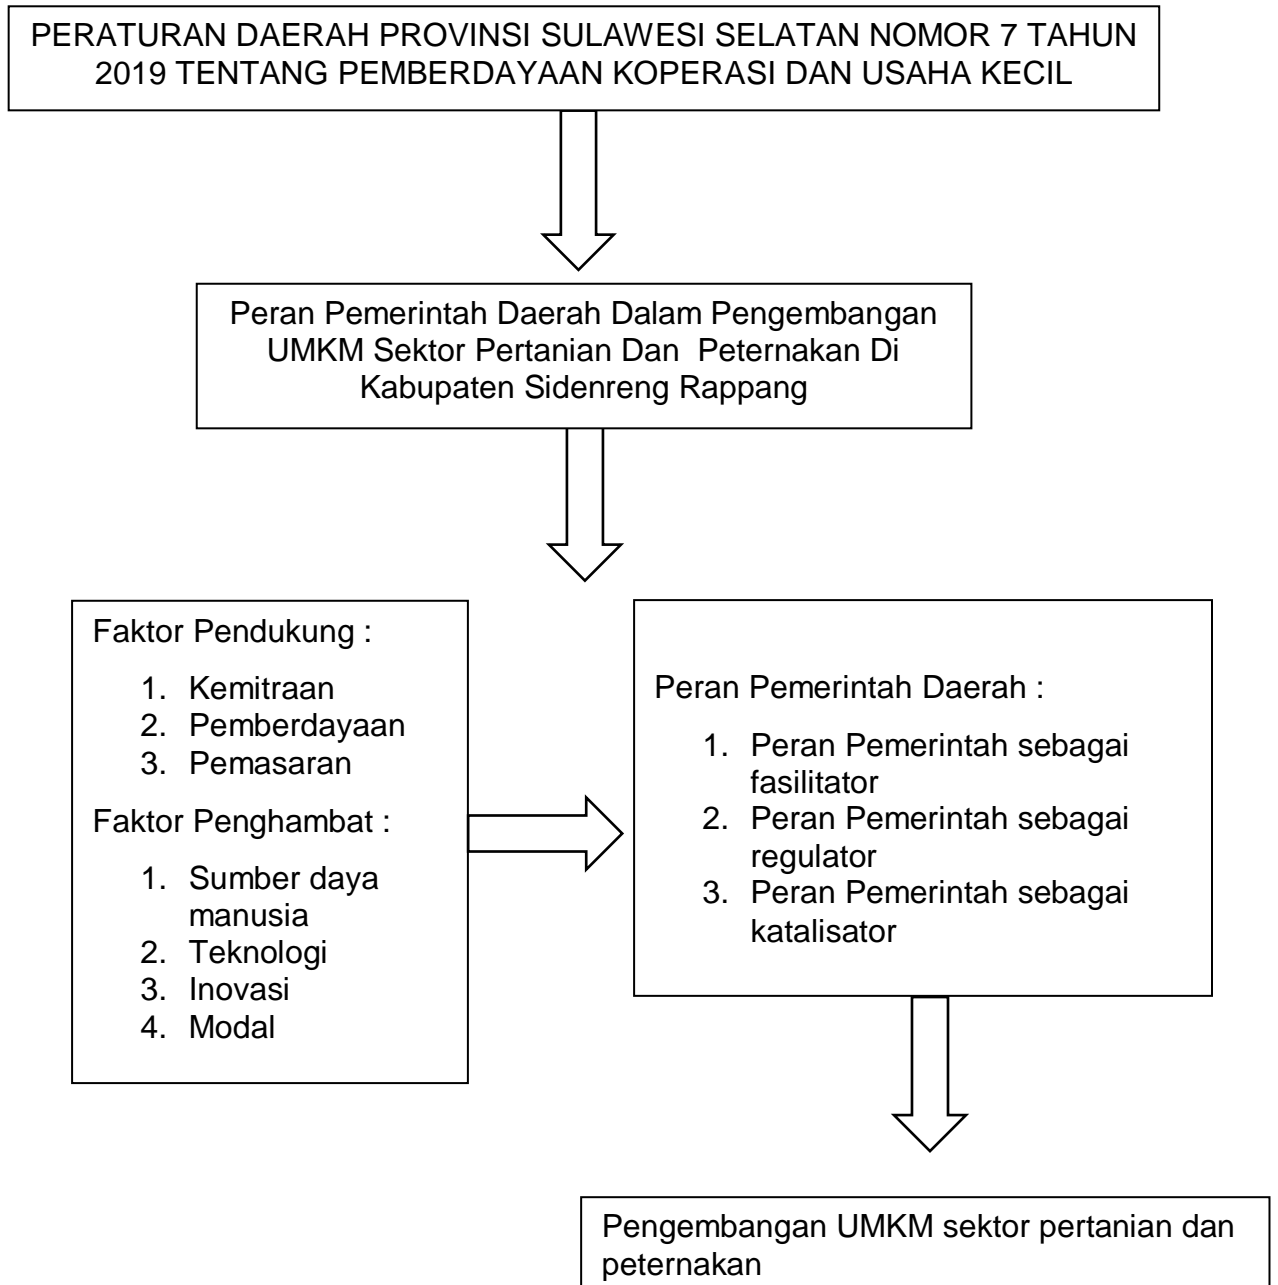 PERATURAN DAERAH PROVINSI SULAWESI SELATAN NOMOR 7 TAHUN
2019 TENTANG PEMBERDAYAAN KOPERASI DAN USAHA KECIL
Peran Pemerintah Daerah Dalam Pengembangan
UMKM Sektor Pertanian Dan  Peternakan Di
Kabupaten Sidenreng Rappang
Faktor Pendukung :
1. Kemitraan
2. Pemberdayaan
3. Pemasaran
Faktor Penghambat :
1. Sumber daya
manusia
2. Teknologi
3. Inovasi
4. Modal
Peran Pemerintah Daerah :
1. Peran Pemerintah sebagai
fasilitator
2. Peran Pemerintah sebagai
regulator
3. Peran Pemerintah sebagai
katalisator
Pengembangan UMKM sektor pertanian dan
peternakan